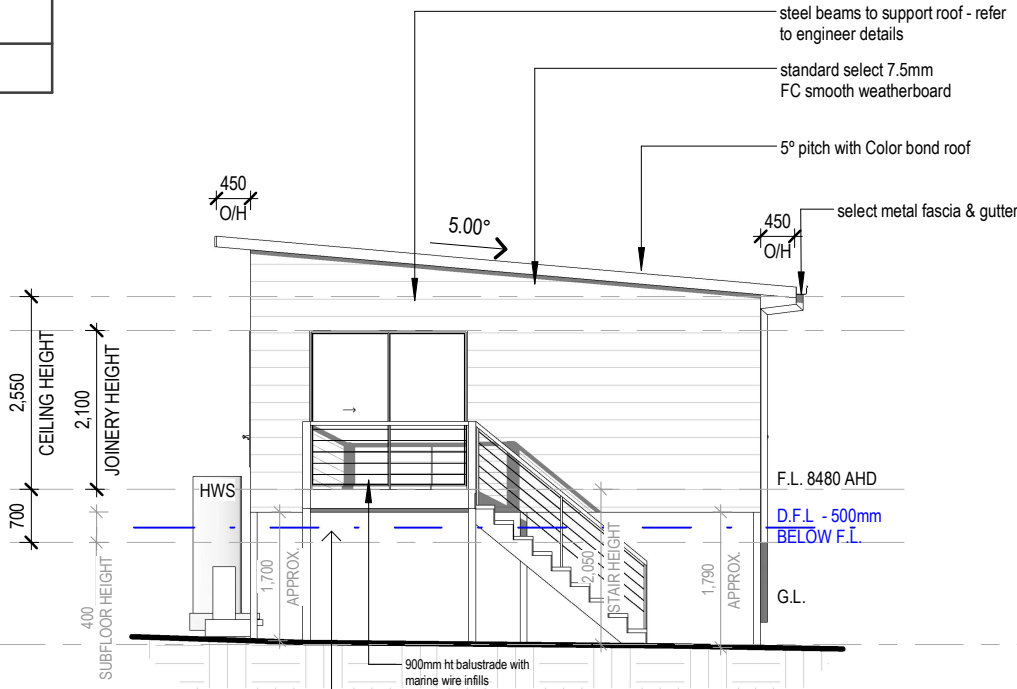 steel beams to support roof - refer
to engineer details
standard select 7.5mm
FC smooth weatherboard
5º pitch with Color bond roof
select metal fascia & gutter
450
O/H
5.00°
450
O/H
2,550
CEILING HEIGHT
2,100
JOINERY HEIGHT
700
400
SUBFLOOR HEIGHT
HWS
1,700
APPROX.
2,050
STAIR HEIGHT
1,790
APPROX.
F.L. 8480 AHD
D.F.L - 500mm
BELOW F.L.
G.L.
900mm ht balustrade with
marine wire infills